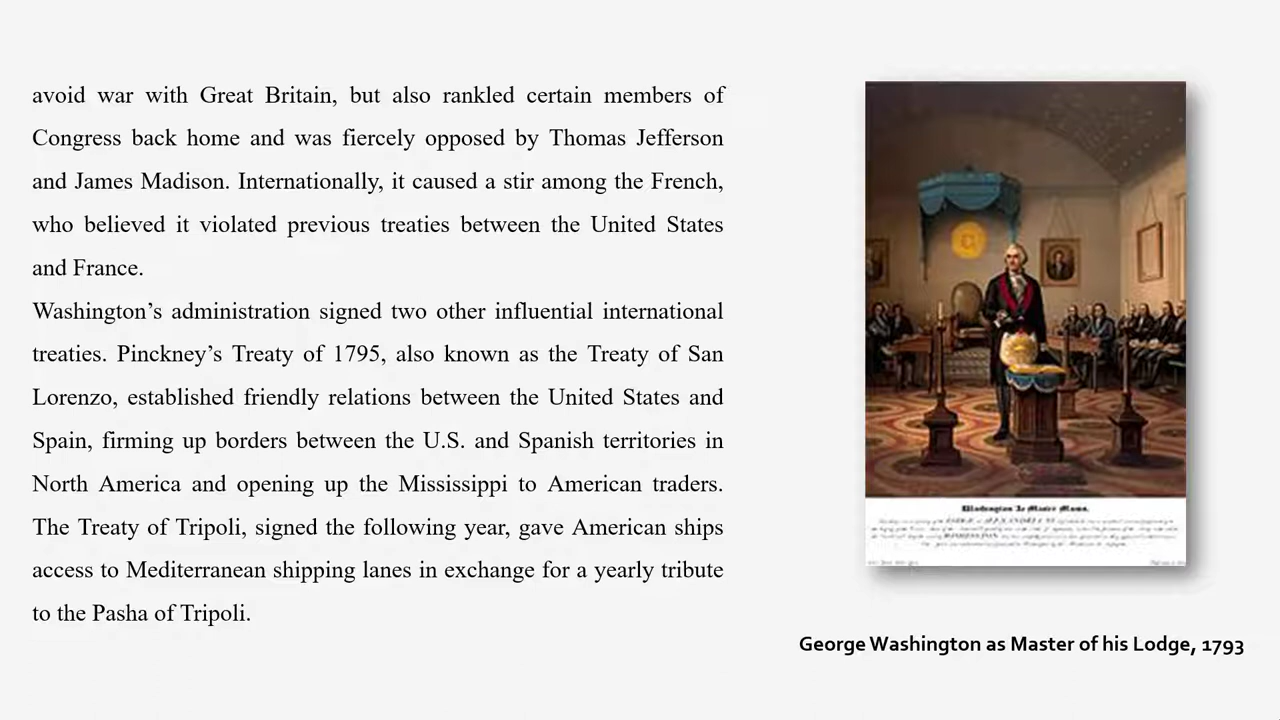 avoid war with Great Britain, but also rankled certain members of
Congress back home and was fiercely opposed by Thomas Jefferson
and James Madison. Internationally, it caused a stir among the French,
who believed it violated previous treaties between the United States
and France.
Washington’s administration signed two other influential international
treaties. Pinckney’s Treaty of 1795, also known as the Treaty of San
Lorenzo, established friendly relations between the United States and
Spain, firming up borders between the U.S. and Spanish territories in
North America and opening up the Mississippi to American traders.
The Treaty of Tripoli, signed the following year, gave American ships
access to Mediterranean shipping lanes in exchange for a yearly tribute
to the Pasha of Tripoli.
Washington
George Washington as Master of his Lodge, 1793